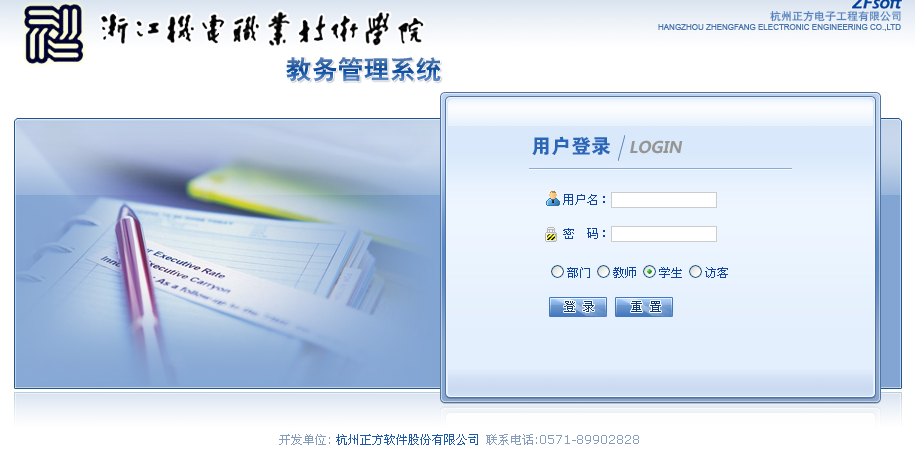 ZFsoft
杭州正方电子工程有限公司
HANGZHOU ZHENGFANG ELECTRONIC ENGINEERING CO.,LTD
浙江機電職業技術學院
教务管理系统
用户登录 / LOGIN
用户名：
密 码：
部门 教师 学生 访客
登 录 重 置
Executive Rate
Executive Carryon
As a follow-up to the
开发单位: 杭州正方软件股份有限公司 联系电话:0571-89902828